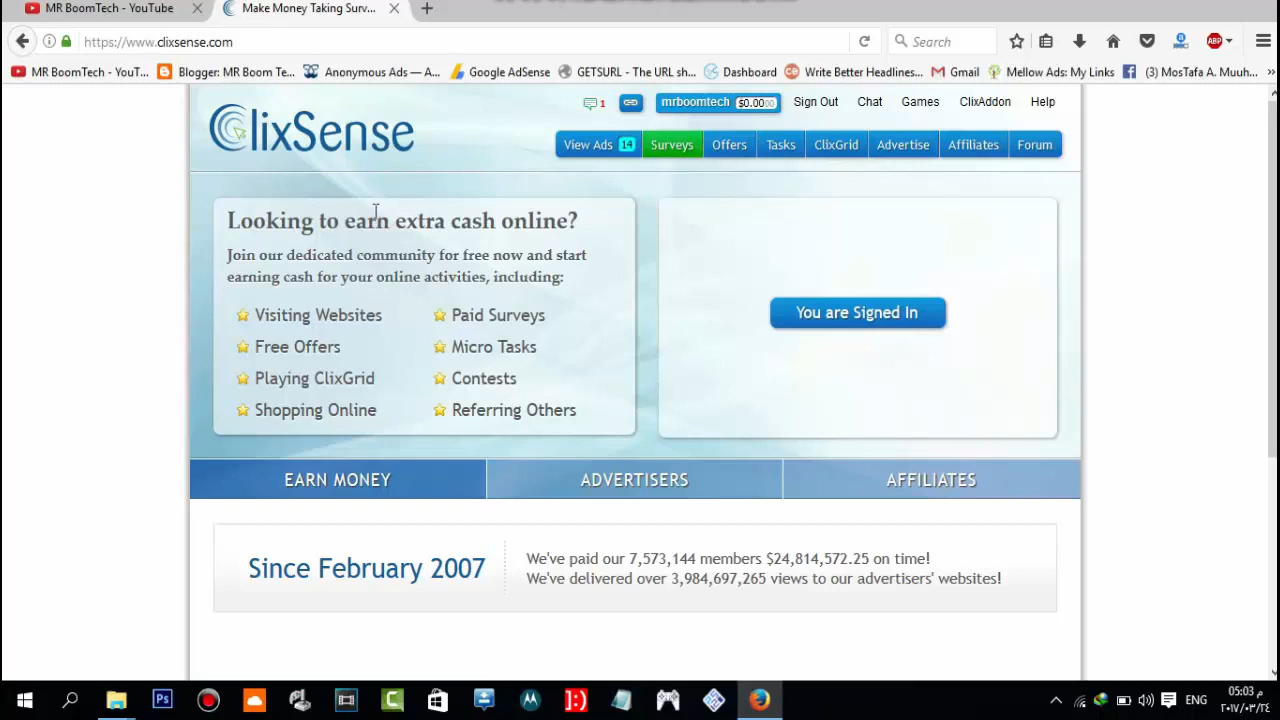 MR BoomTech - YouTube
Make Money Taking Surv...
https://www.clixsense.com
Search
ABP
MR BoomTech - YouT...
Blogger: MR Boom Te...
Anonymous Ads — A...
Google AdSense
GETSURL - The URL sh...
Dashboard
Write Better Headlines...
Gmail
Mellow Ads: My Links
(3) MosTafa A. Muuh...
ClixSense
1
mrboomtech $0.0000
Sign Out
Chat
Games
ClixAddon
Help
View Ads 14
Surveys
Offers
Tasks
ClixGrid
Advertise
Affiliates
Forum
Looking to earn extra cash online?
Join our dedicated community for free now and start
earning cash for your online activities, including:
Visiting Websites
Paid Surveys
Free Offers
Micro Tasks
Playing ClixGrid
Contests
Shopping Online
Referring Others
You are Signed In
EARN MONEY
ADVERTISERS
AFFILIATES
Since February 2007
We've paid our 7,573,144 members $24,814,572.25 on time!
We've delivered over 3,984,697,265 views to our advertisers' websites!
Ps
ENG
05:03 م
٢٠١٧/٠٣/٢٤